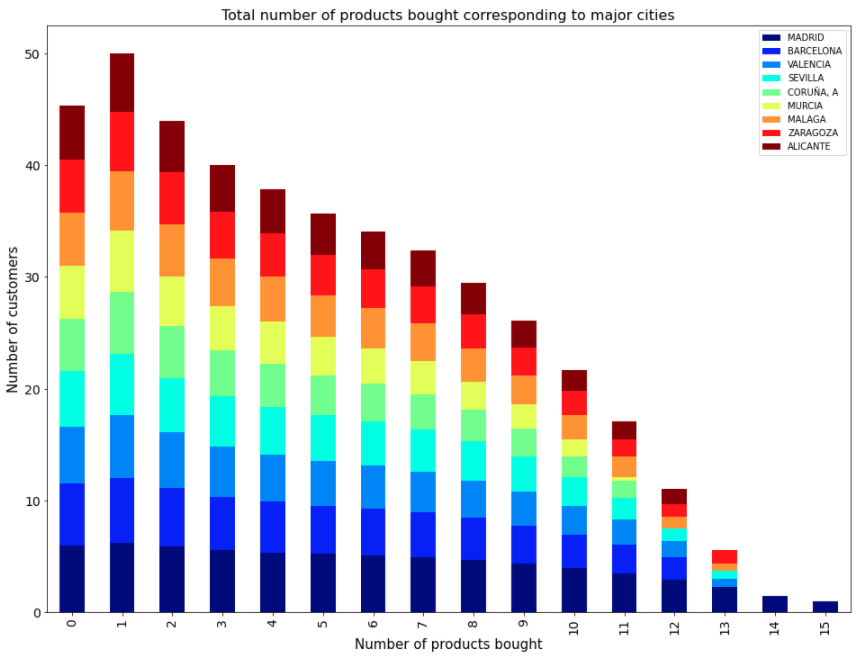 Total number of products bought corresponding to major cities
MADRID
BARCELONA
VALENCIA
SEVILLA
CORUÑA, A
MURCIA
MALAGA
ZARAGOZA
ALICANTE
Number of customers
50
40
30
20
10
0
0 1 2 3 4 5 6 7 8 9 10 11 12 13 14 15
Number of products bought